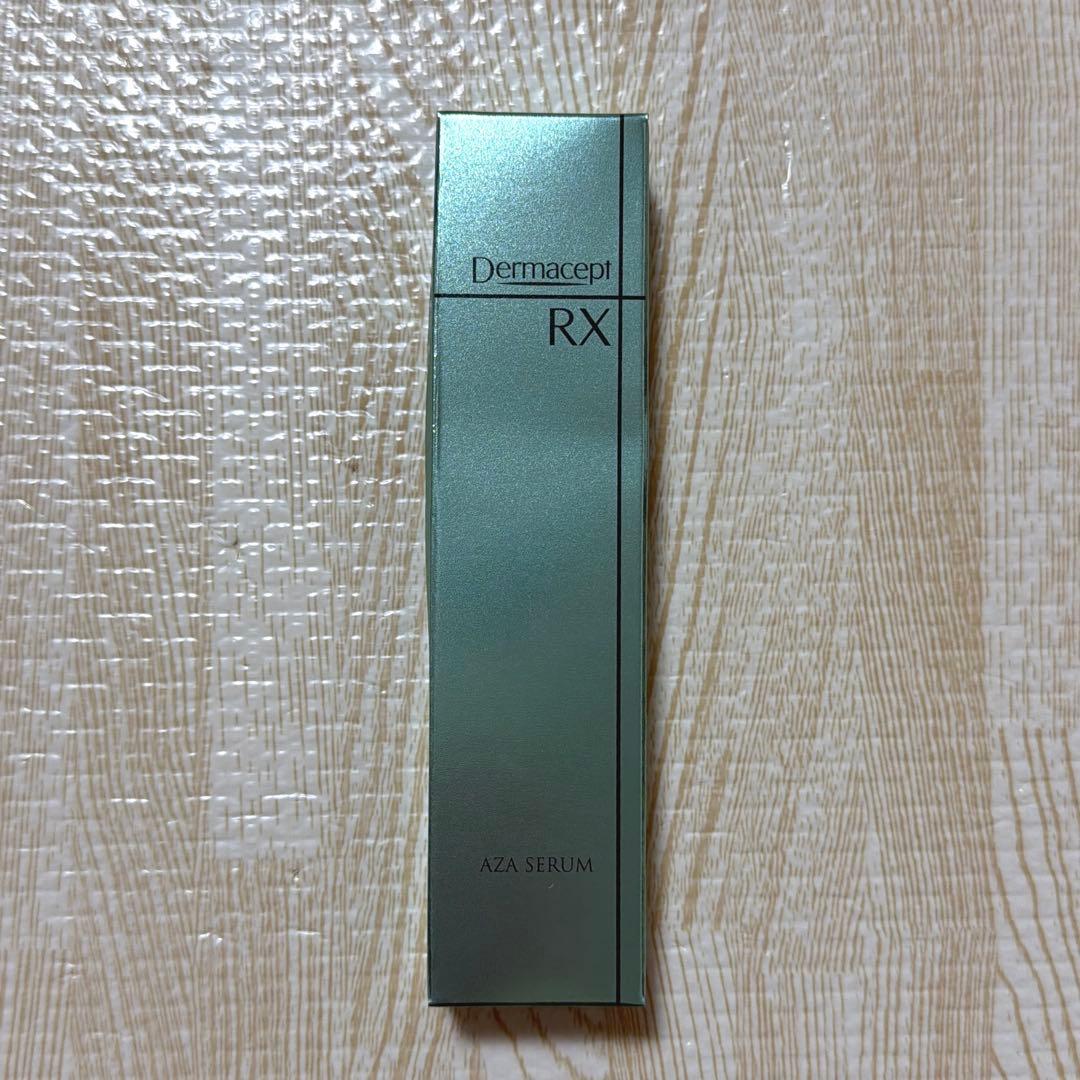 Dermacept
RX
AZA SERUM